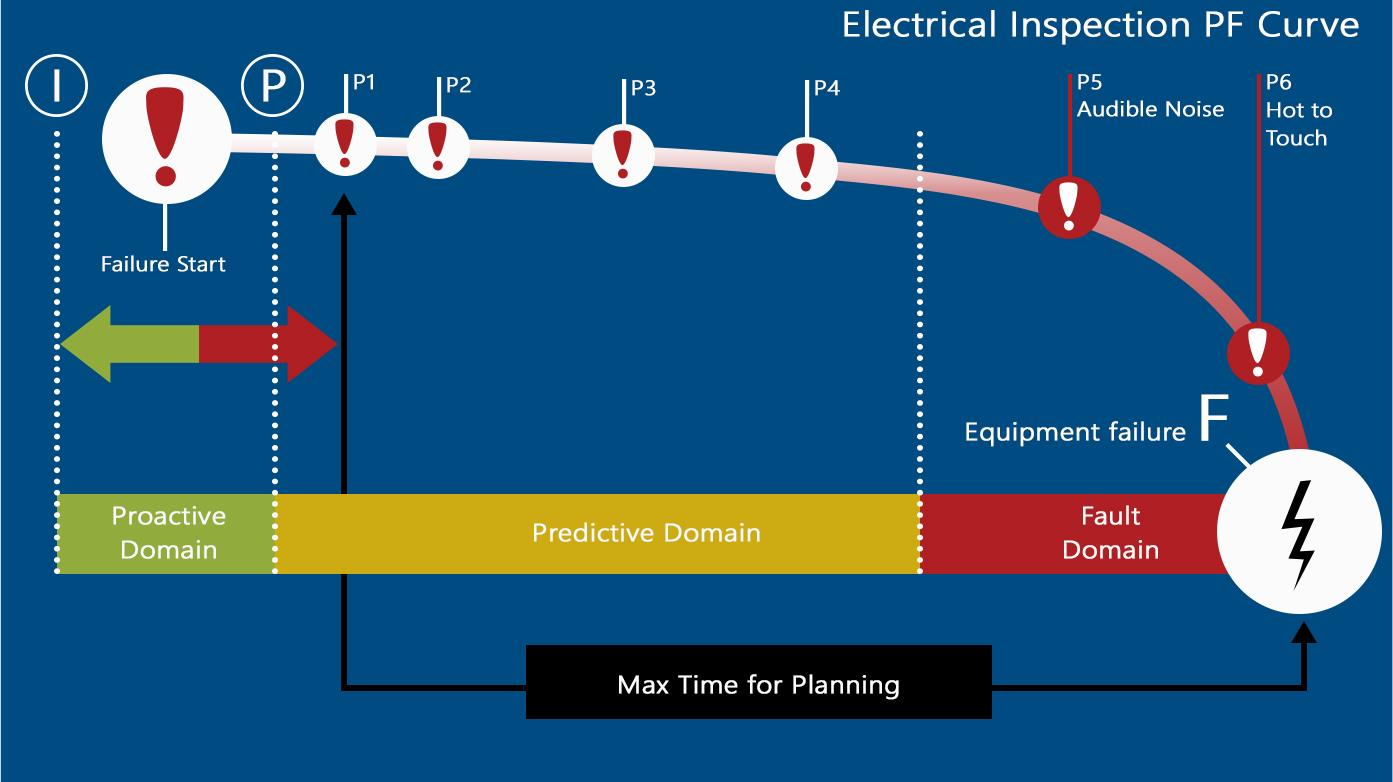 Electrical Inspection PF Curve
I
P
P1
P2
P3
P4
P5
Audible Noise
P6
Hot to
Touch
Failure Start
Equipment failure F
Proactive
Domain
Predictive Domain
Fault
Domain
Max Time for Planning